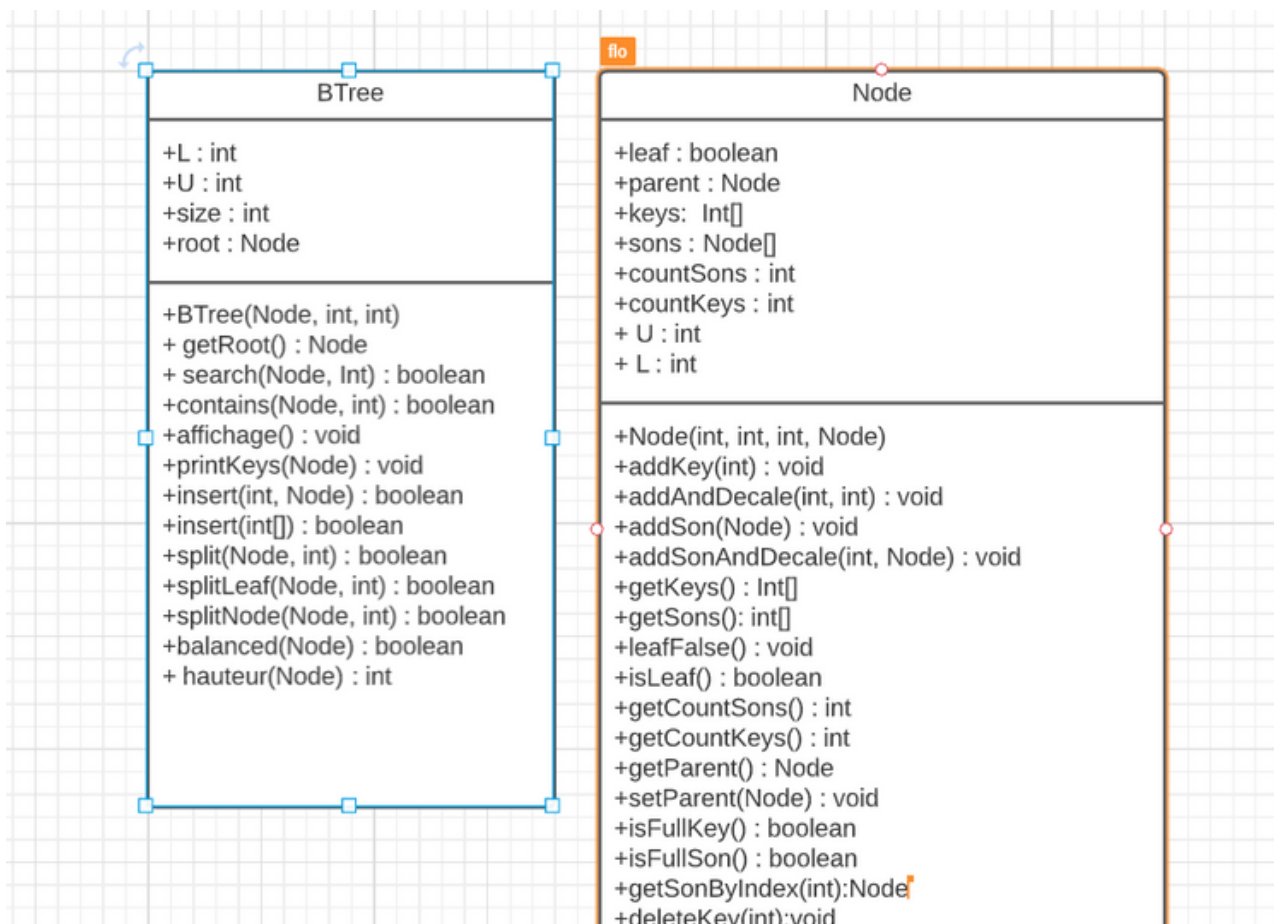 flo
BTree
+L : int
+U : int
+size : int
+root : Node
+BTree(Node, int, int)
+ getRoot() : Node
+ search(Node, Int) : boolean
+contains(Node, int) : boolean
+affichage() : void
+printKeys(Node) : void
+insert(int, Node) : boolean
+insert(int[]) : boolean
+split(Node, int) : boolean
+splitLeaf(Node, int) : boolean
+splitNode(Node, int) : boolean
+balanced(Node) : boolean
+ hauteur(Node) : int
Node
+leaf : boolean
+parent : Node
+keys:  Int[]
+sons : Node[]
+countSons : int
+countKeys : int
+ U : int
+ L : int
+Node(int, int, int, Node)
+addKey(int) : void
+addAndDecale(int, int) : void
+addSon(Node) : void
+addSonAndDecale(int, Node) : void
+getKeys() : Int[]
+getSons(): int[]
+leafFalse() : void
+isLeaf() : boolean
+getCountSons() : int
+getCountKeys() : int
+getParent() : Node
+setParent(Node) : void
+isFullKey() : boolean
+isFullSon() : boolean
+getSonByIndex(int):Node
+deleteKey(int):void